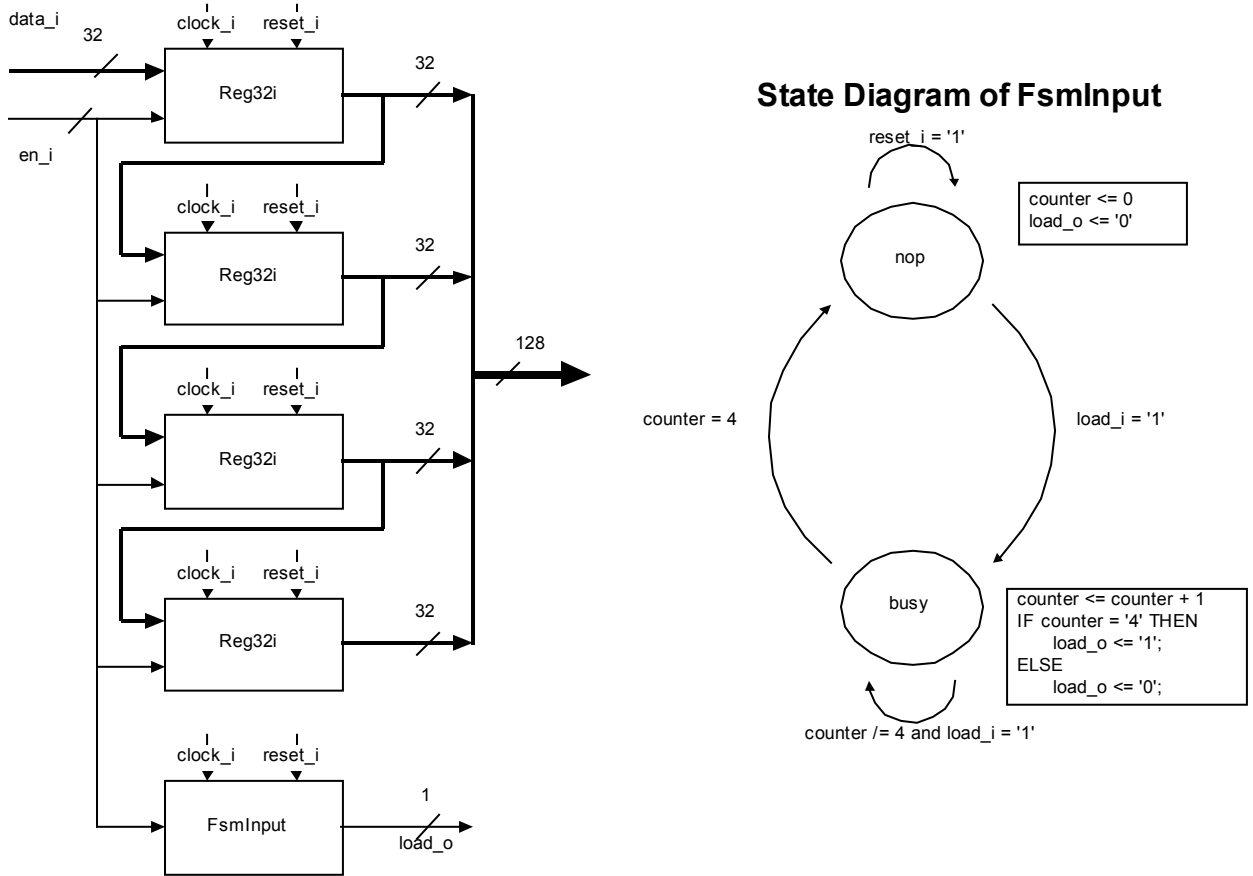 data_i
32
en_i
clock_i
reset_i
Reg32i
32
clock_i
reset_i
Reg32i
32
clock_i
reset_i
Reg32i
32
clock_i
reset_i
Reg32i
32
128
clock_i
reset_i
FsmInput
1
load_o
State Diagram of FsmInput
reset_i = '1'
nop
counter <= 0
load_o <= '0'
counter = 4
load_i = '1'
busy
counter <= counter + 1
IF counter = '4' THEN
load_o <= '1';
ELSE
load_o <= '0';
counter /= 4 and load_i = '1'